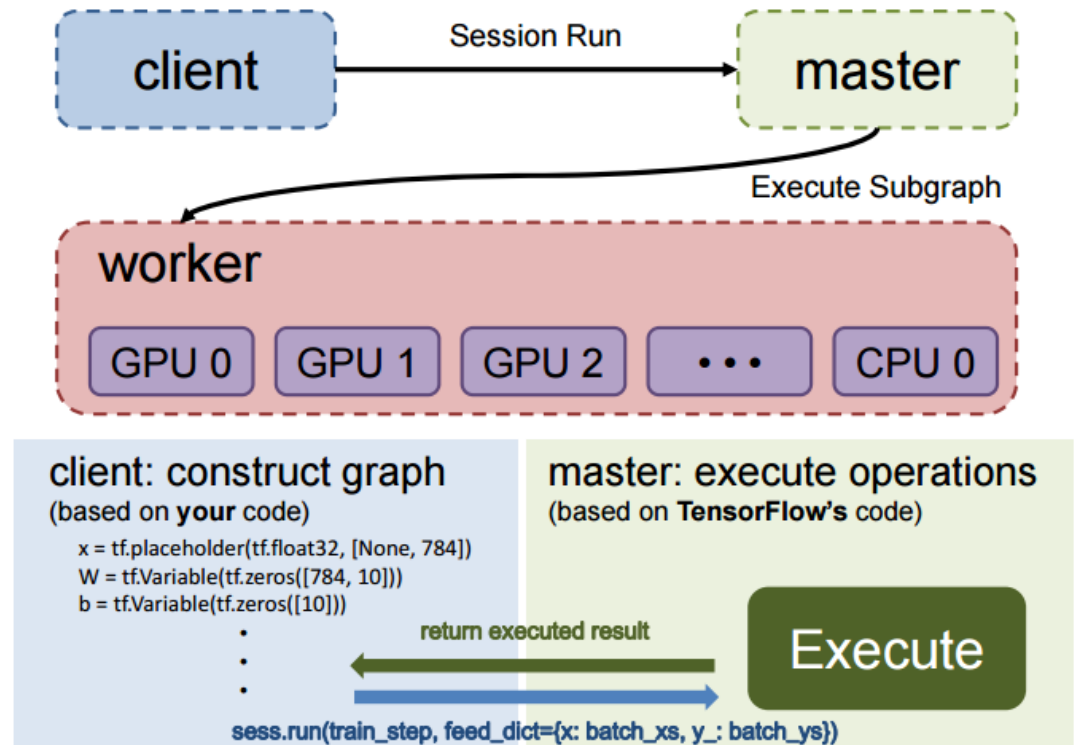 client
Session Run
master
Execute Subgraph
worker
GPU 0
GPU 1
GPU 2
• • •
CPU 0
client: construct graph
(based on your code)
x = tf.placeholder(tf.float32, [None, 784])
W = tf.Variable(tf.zeros([784, 10]))
b = tf.Variable(tf.zeros([10]))
•
•
•
master: execute operations
(based on TensorFlow's code)
return executed result
Execute
sess.run(train_step, feed_dict={x: batch_xs, y_: batch_ys})